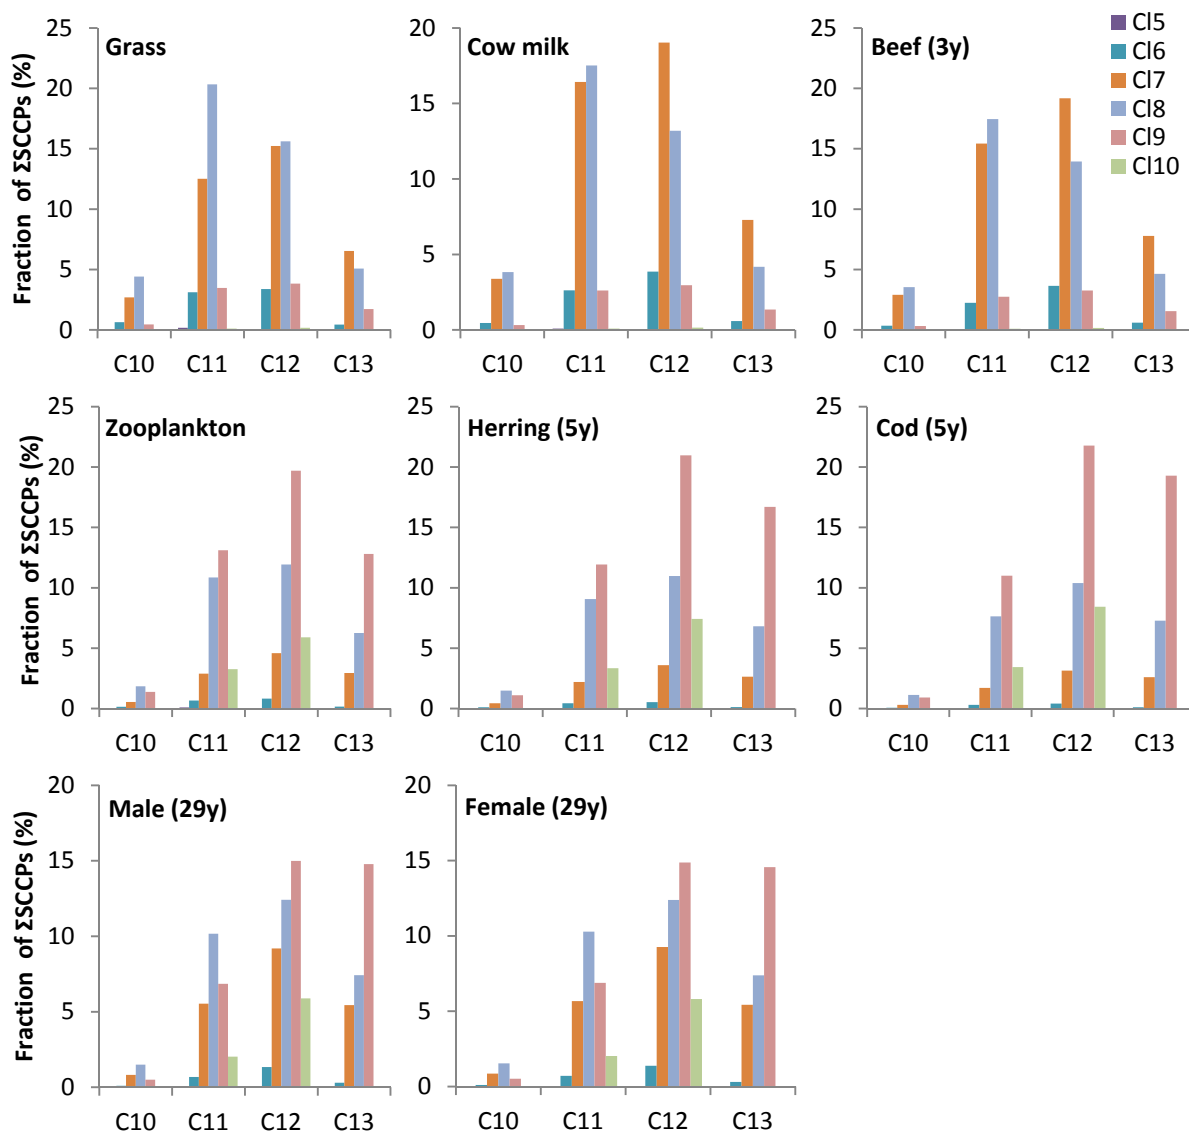 Fraction of ΣSCCPs (%)
Grass
25
20
15
10
5
0
C10 C11 C12 C13
Cow milk
20
15
10
5
0
C10 C11 C12 C13
Beef (3y)
25
20
15
10
5
0
C10 C11 C12 C13
Cl5
Cl6
Cl7
Cl8
Cl9
Cl10
Fraction of ΣSCCPs (%)
Zooplankton
25
20
15
10
5
0
C10 C11 C12 C13
Herring (5y)
25
20
15
10
5
0
C10 C11 C12 C13
Cod (5y)
25
20
15
10
5
0
C10 C11 C12 C13
Fraction of ΣSCCPs (%)
Male (29y)
20
15
10
5
0
C10 C11 C12 C13
Female (29y)
20
15
10
5
0
C10 C11 C12 C13